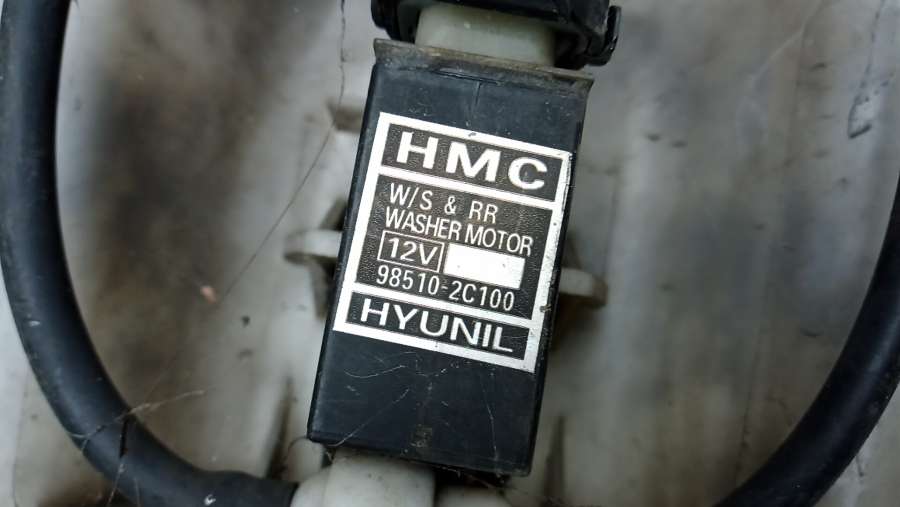 HMC
W/S & RR
WASHER MOTOR
12V
98510-2C100
HYUNIL